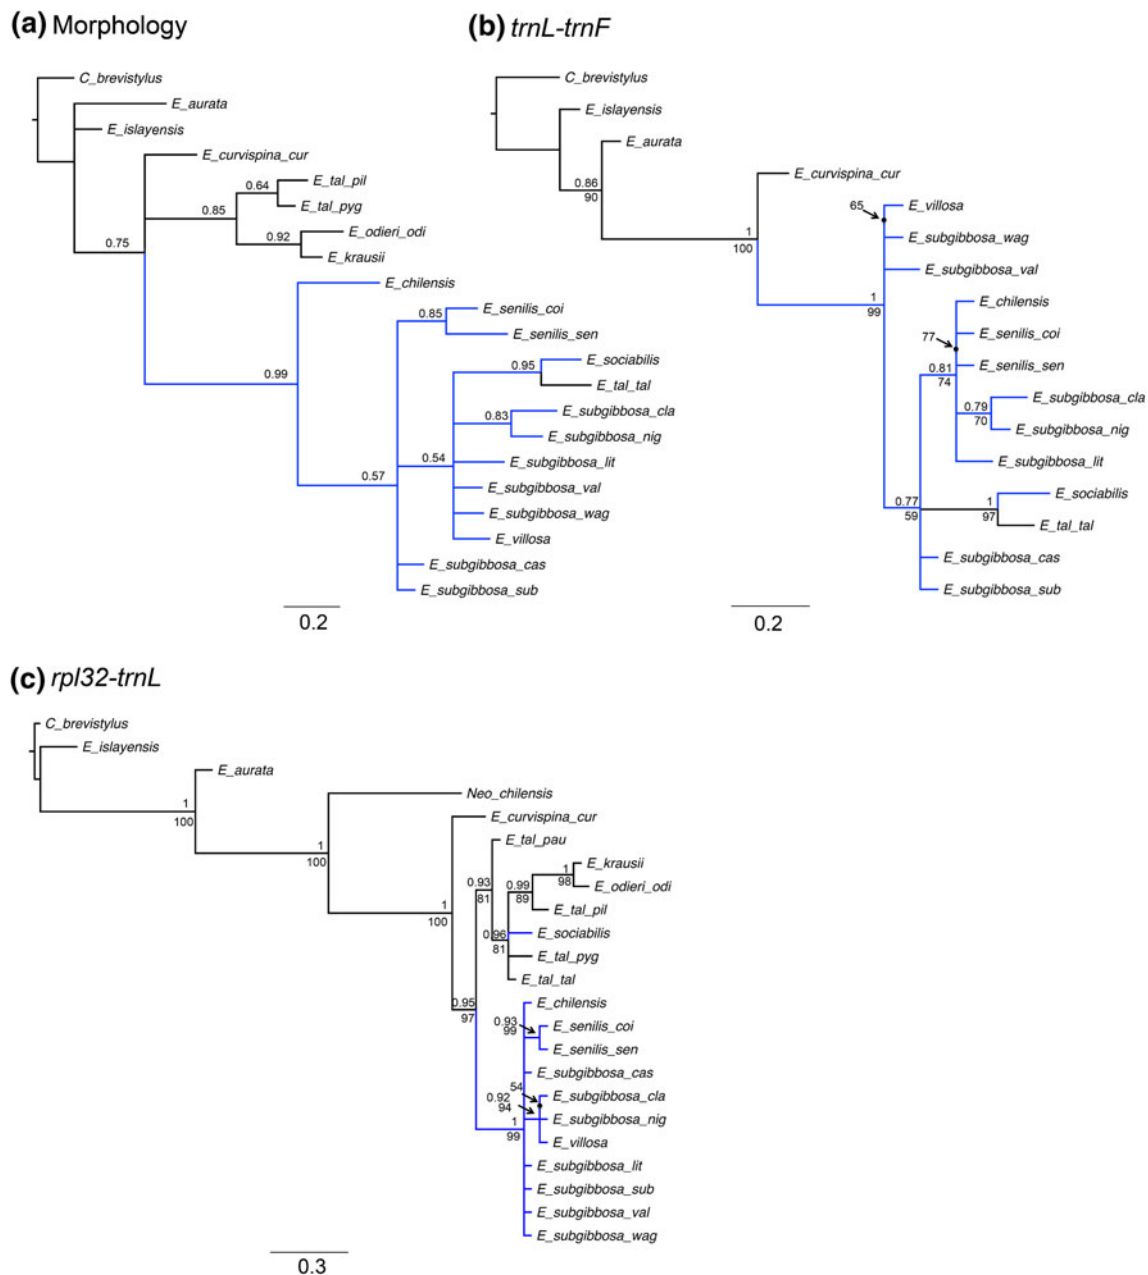 (a) Morphology
C_brevistylus
E_aurata
E_islayensis
E_curvispina_cur
0.64
E_tal_pil
E_tal_pyg
0.85
E_odieri_odi
0.92
E_krausii
0.75
E_chilensis
E_senilis_coi
0.85
E_senilis_sen
E_sociabilis
0.95
E_tal_tal
0.99
E_subgibbosa_cla
0.83
E_subgibbosa_nig
E_subgibbosa_lit
0.54
0.57
E_subgibbosa_val
E_subgibbosa_wag
E_villosa
E_subgibbosa_cas
E_subgibbosa_sub
0.2
(b) trnL-trnF
C_brevistylus
E_islayensis
E_aurata
0.86
90
E_curvispina_cur
65
E_villosa
1
100
E_subgibbosa_wag
E_subgibbosa_val
1
99
E_chilensis
E_senilis_coi
77
E_senilis_sen
0.81
74
E_subgibbosa_cla
0.79
70
E_subgibbosa_nig
E_subgibbosa_lit
E_sociabilis
0.77
59
1
97
E_tal_tal
E_subgibbosa_cas
E_subgibbosa_sub
0.2
(c) rpl32-trnL
C_brevistylus
E_islayensis
E_aurata
1
100
Neo_chilensis
E_curvispina_cur
1
100
E_tal_pau
E_krausii
1
98
E_odieri_odi
0.93
81
0.99
89
E_tal_pil
1
100
E_sociabilis
0.96
81
E_tal_pyg
E_tal_tal
0.95
97
E_chilensis
0.93
99
E_senilis_coi
E_senilis_sen
E_subgibbosa_cas
54
0.92
94
E_subgibbosa_cla
E_subgibbosa_nig
1
99
E_villosa
E_subgibbosa_lit
E_subgibbosa_sub
E_subgibbosa_val
E_subgibbosa_wag
0.3